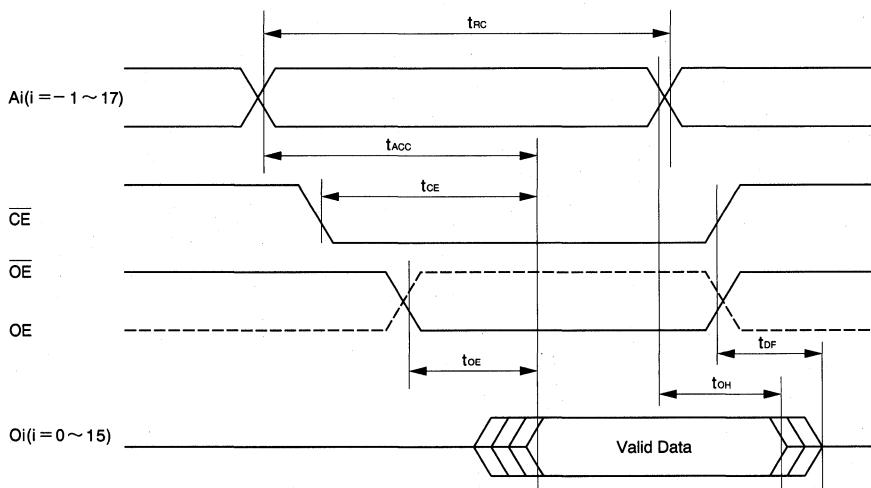 tRC
Ai(i=−1～17)
tACC
tCE
CE
OE
OE
tOE
tDF
tOH
Oi(i=0～15)
Valid Data